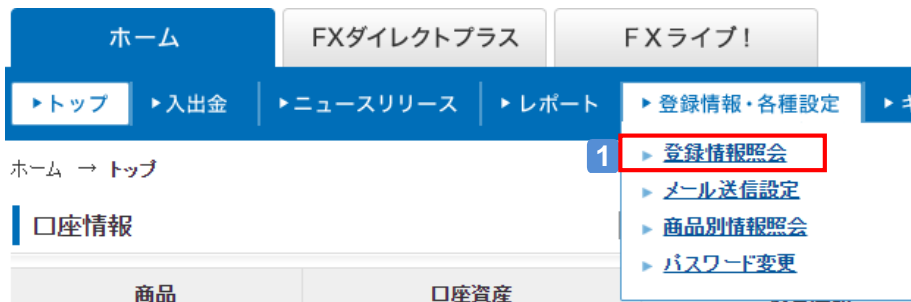 ホーム FXダイレクトプラス FXライブ!
トップ 入出金 ニュースリリース レポート 登録情報・各種設定
1 登録情報照会
ホーム → トップ
メール送信設定
口座情報
商品別情報照会
パスワード変更
商品 口座資産